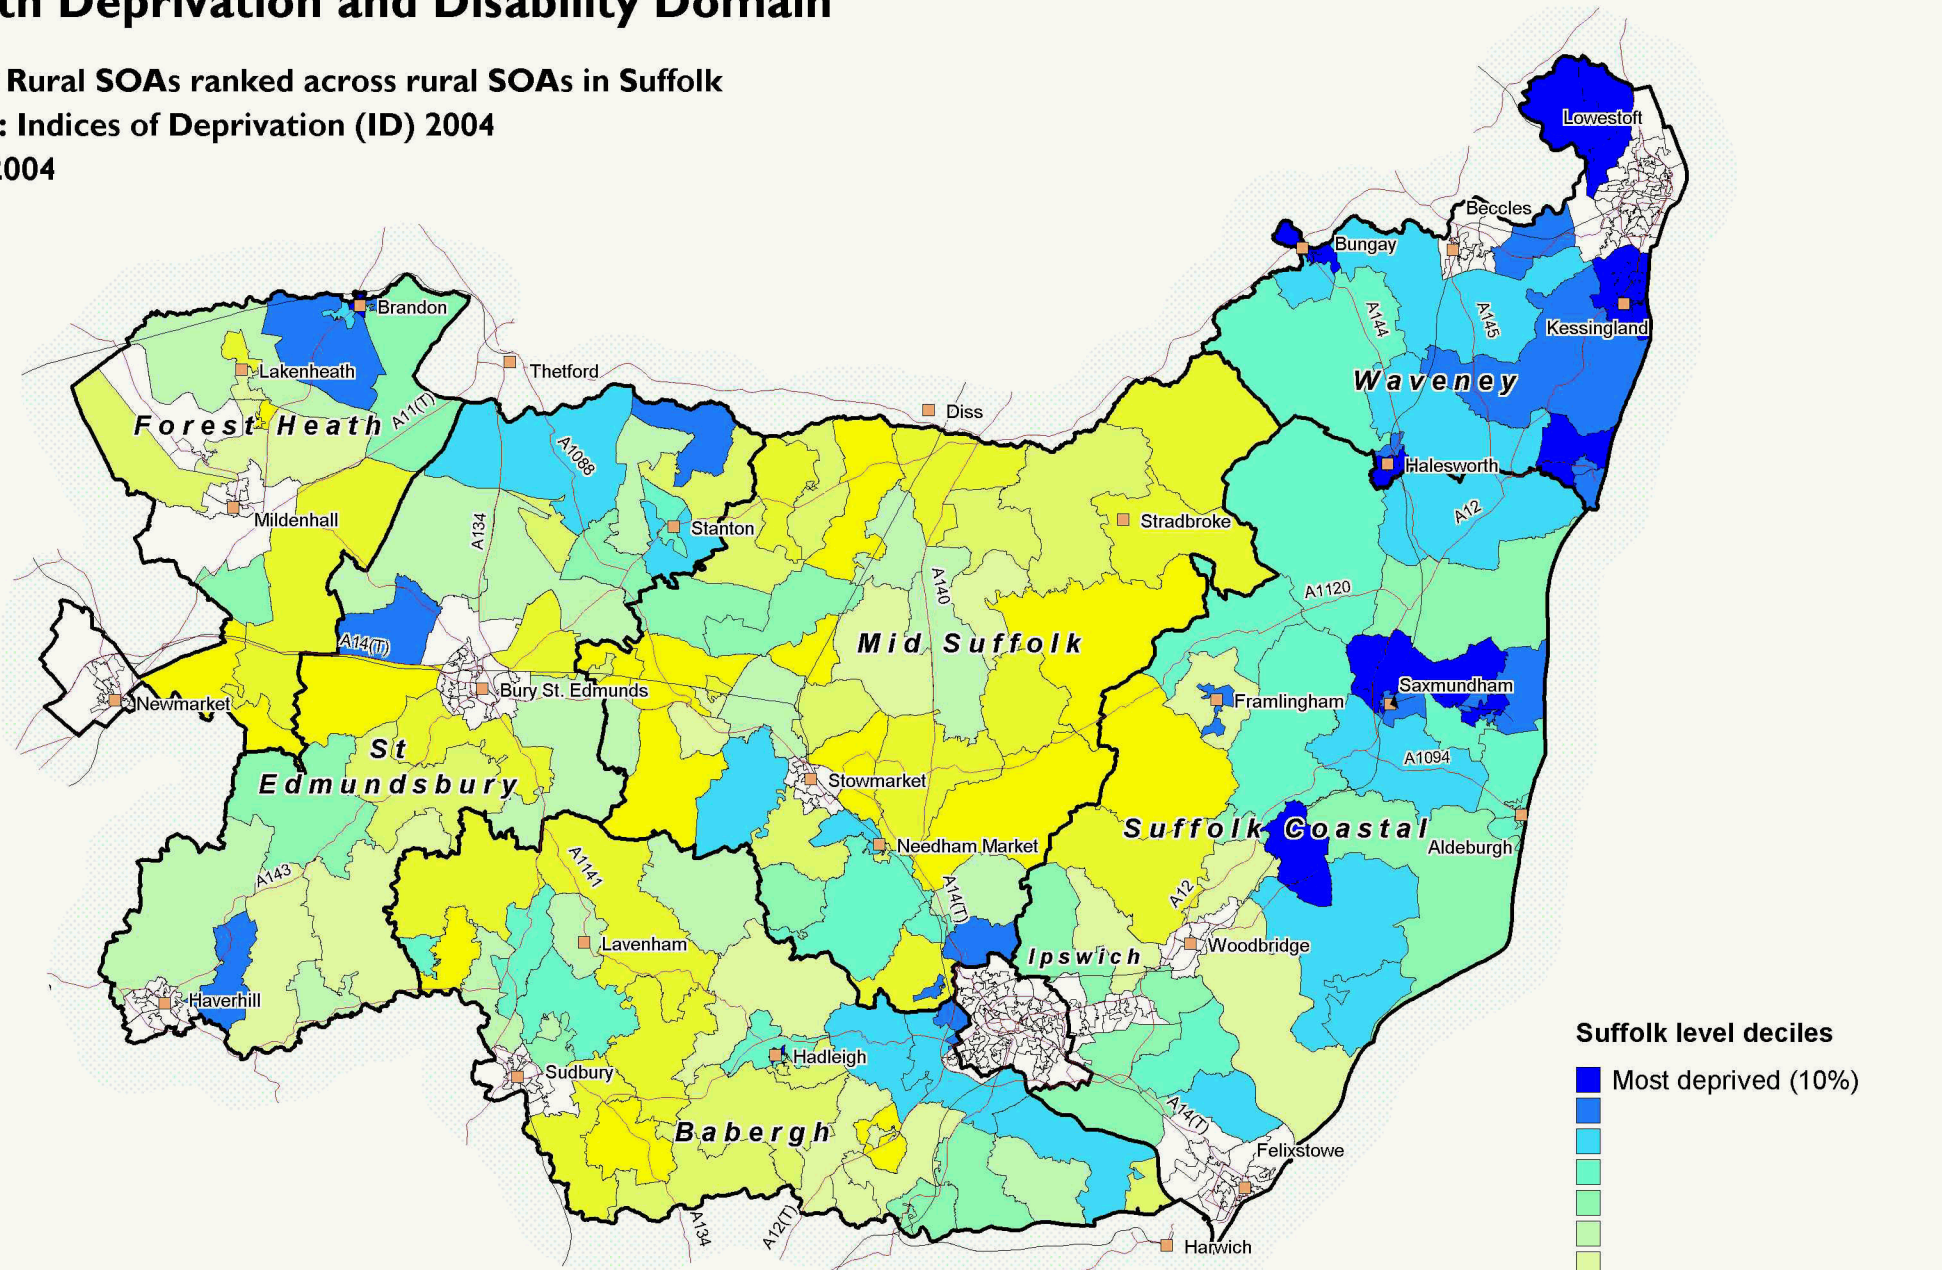 th Deprivation and Disability Domain
Rural SOAs ranked across rural SOAs in Suffolk
: Indices of Deprivation (ID) 2004
2004
Lowestoft
Beccles
Bungay
Brandon
A144
A145
Kessingland
Lakenheath
Thetford
Waveney
A11(T)
Diss
Forest Heath
A1088
Halesworth
A12
Mildenhall
A134
Stanton
Stradbroke
A140
A1120
A14(T)
Mid Suffolk
Bury St. Edmunds
Saxmundham
Newmarket
Framlingham
St
Edmundsbury
A1094
Stowmarket
Suffolk Coastal
Needham Market
Aldeburgh
A1141
A143
A14(T)
A12
Lavenham
Ipswich
Woodbridge
Haverhill
Suffolk level deciles
Hadleigh
Sudbury
Most deprived (10%)
A14(T)
Babergh
Felixstowe
A134
A12(T)
Harwich